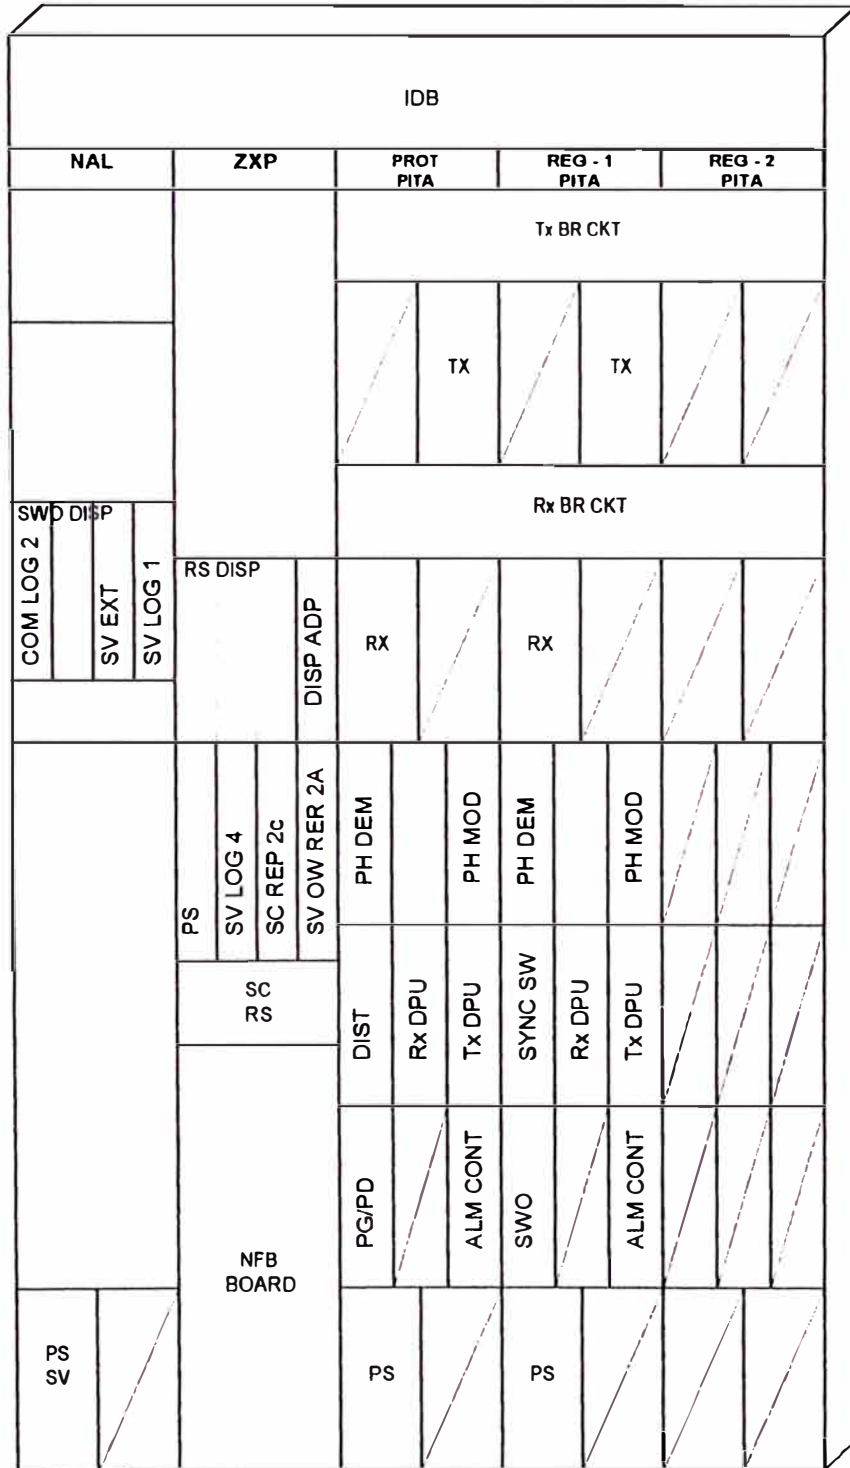 IDB
NAL
ZXP
PROT
PITA
REG - 1
PITA
REG - 2
PITA
Tx BR CKT
TX
TX
Rx BR CKT
SWO DISP
COM LOG 2
SV EXT
SV LOG 1
RS DISP
DISP ADP
RX
RX
PS
SV LOG 4
SC REP 2c
SV OW RER 2A
PH DEM
PH MOD
PH DEM
PH MOD
SC
RS
DIST
Rx DPU
Tx DPU
SYNC SW
Rx DPU
Tx DPU
PG/PD
ALM CONT
SWO
ALM CONT
NFB
BOARD
PS
SV
PS
PS